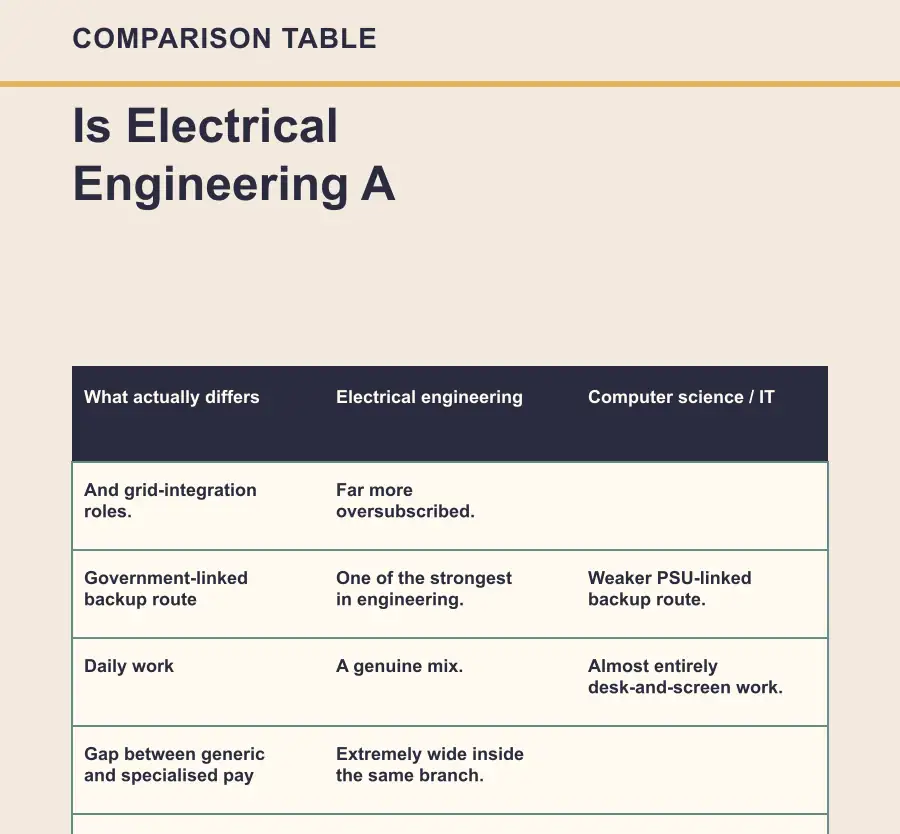 COMPARISON TABLE
Is Electrical
Engineering A
What actually differs
Electrical engineering
Computer science / IT
And grid-integration
roles.
Far more
oversubscribed.
Government-linked
backup route
One of the strongest
in engineering.
Weaker PSU-linked
backup route.
Daily work
A genuine mix.
Almost entirely
desk-and-screen work.
Gap between generic
and specialised pay
Extremely wide inside
the same branch.